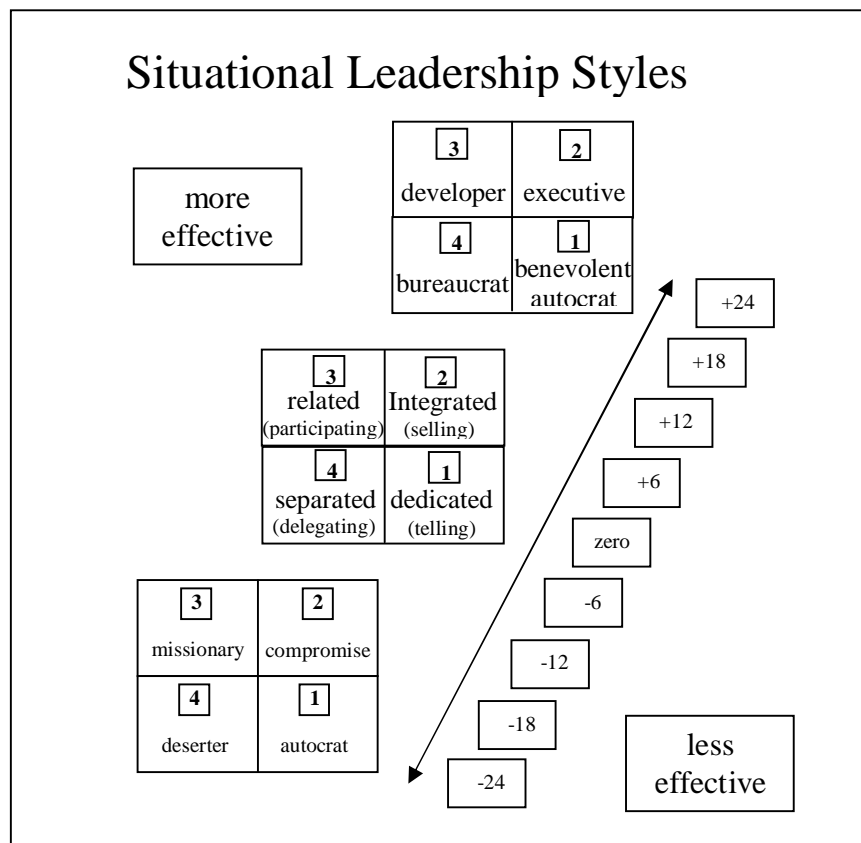 Situational Leadership Styles
more
effective
3
developer
2
executive
4
bureaucrat
1
benevolent
autocrat
3
related
(participating)
2
Integrated
(selling)
4
separated
(delegating)
1
dedicated
(telling)
3
missionary
2
compromise
4
deserter
1
autocrat
+24
+18
+12
+6
zero
-6
-12
-18
-24
less
effective